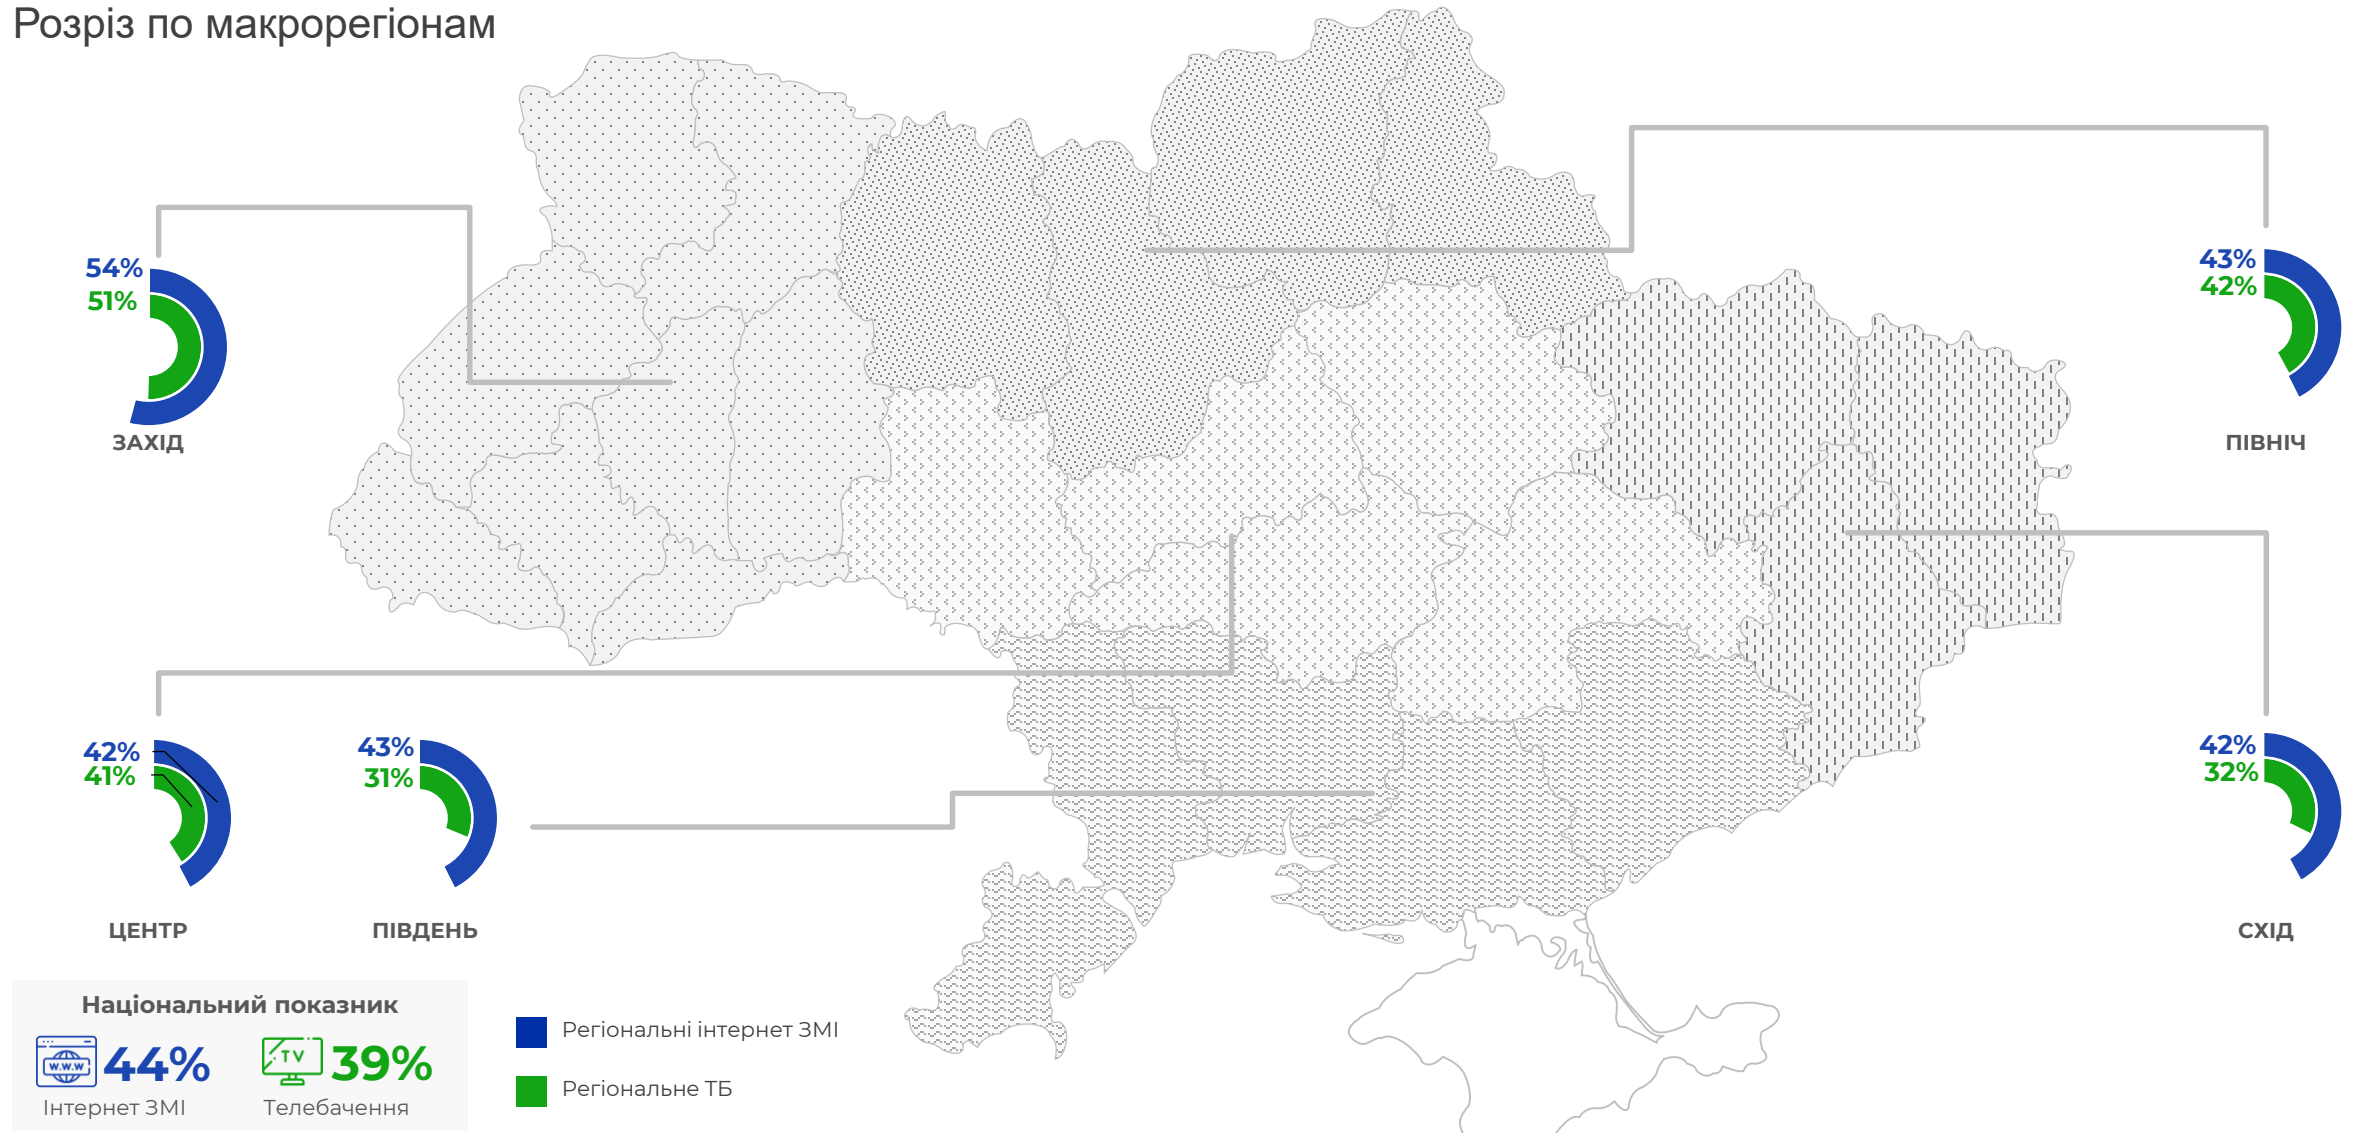 Розріз по макрорегіонам
54%
51%
ЗАХІД
43%
42%
ПІВНІЧ
42%
41%
ЦЕНТР
43%
31%
ПІВДЕНЬ
42%
32%
СХІД
Національний показник
W.W.W
44%
Інтернет ЗМІ
TV
39%
Телебачення
Регіональні інтернет ЗМІ
Регіональне ТБ